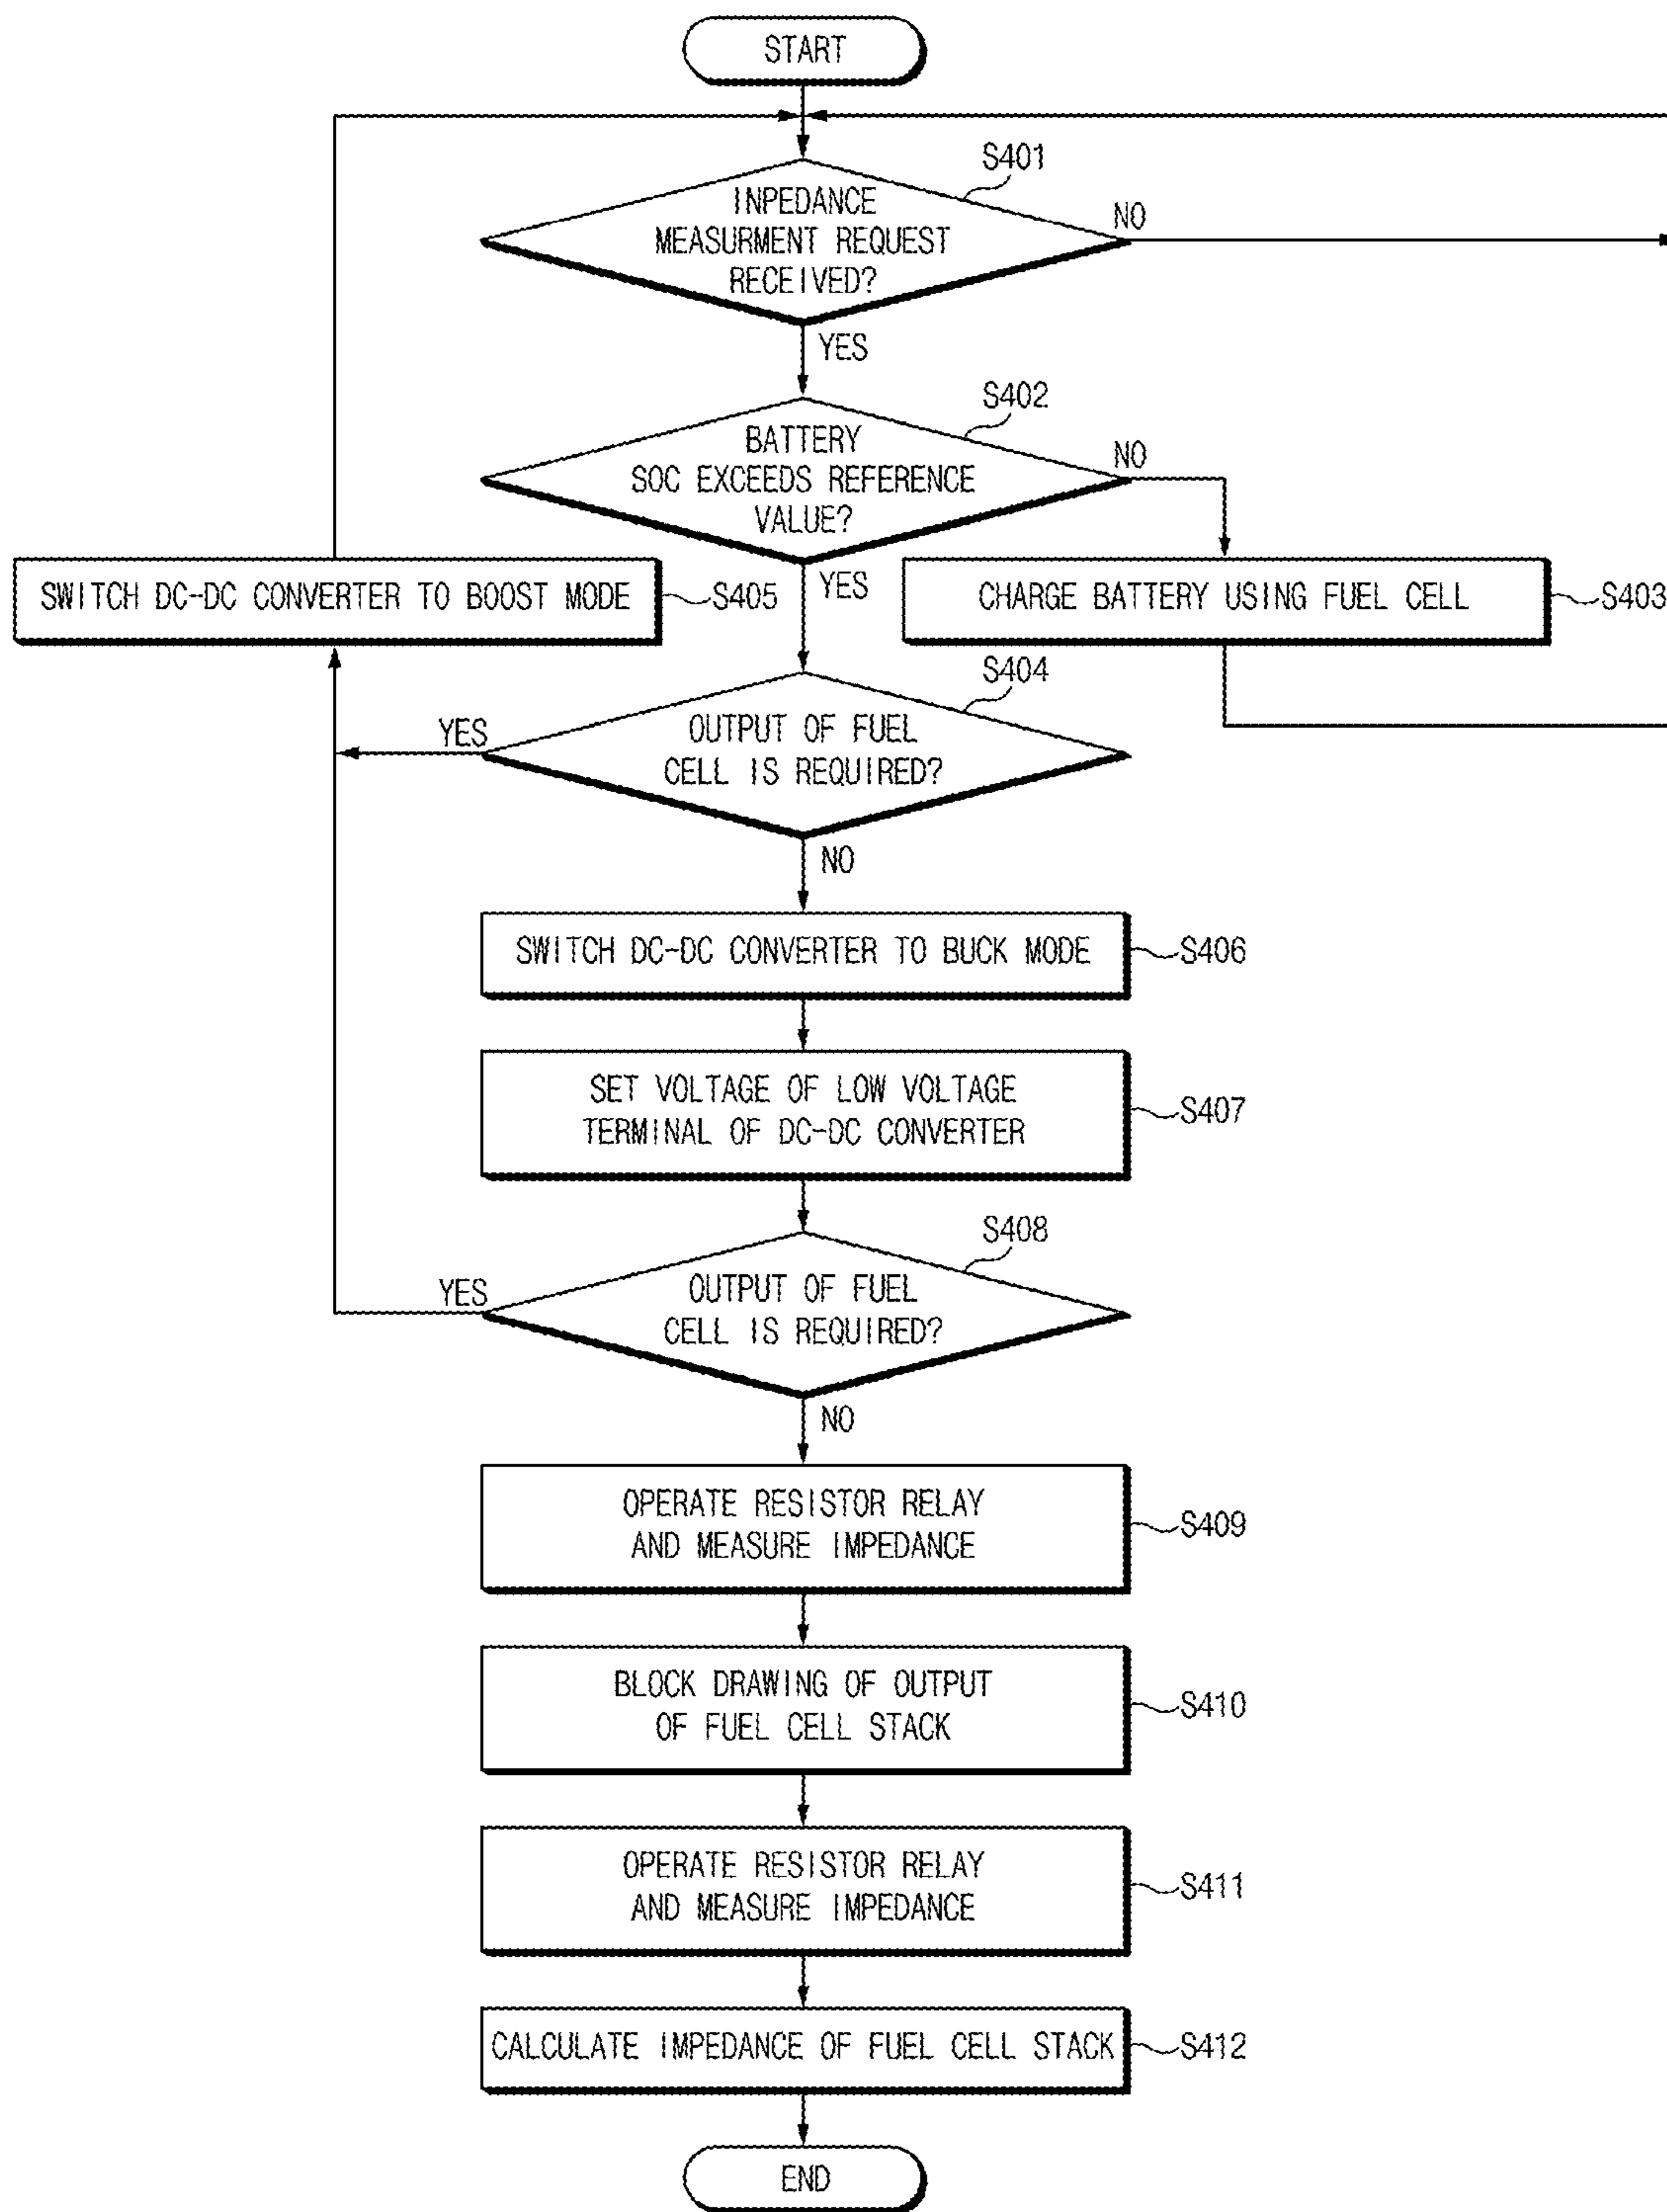 START
S401
INPEDANCE
MEASURMENT REQUEST
RECEIVED?
NO
YES
S402
BATTERY
SOC EXCEEDS REFERENCE
VALUE?
NO
YES
SWITCH DC-DC CONVERTER TO BOOST MODE
S405
CHARGE BATTERY USING FUEL CELL
S403
S404
OUTPUT OF FUEL
CELL IS REQUIRED?
YES
NO
SWITCH DC-DC CONVERTER TO BUCK MODE
S406
SET VOLTAGE OF LOW VOLTAGE
TERMINAL OF DC-DC CONVERTER
S407
S408
OUTPUT OF FUEL
CELL IS REQUIRED?
YES
NO
OPERATE RESISTOR RELAY
AND MEASURE IMPEDANCE
S409
BLOCK DRAWING OF OUTPUT
OF FUEL CELL STACK
S410
OPERATE RESISTOR RELAY
AND MEASURE IMPEDANCE
S411
CALCULATE IMPEDANCE OF FUEL CELL STACK
S412
END